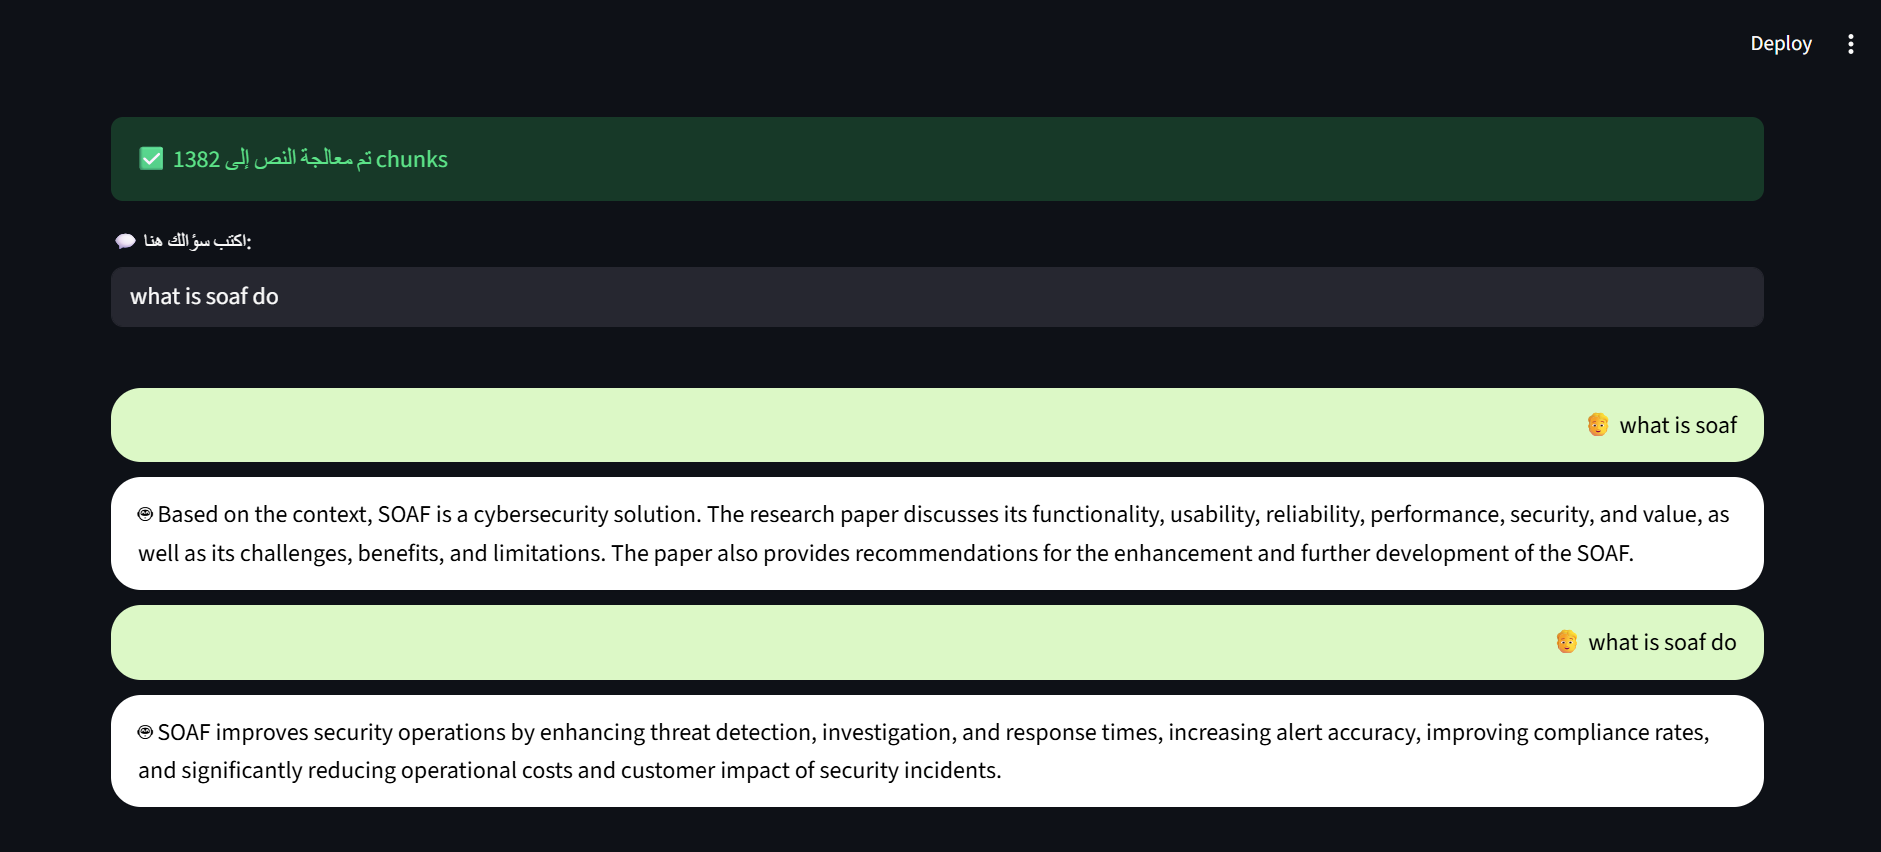 Deploy
✅ تم معالجة النص إلى 1382 chunks
💬 اكتب سؤالك هنا:
what is soaf do
🧑 what is soaf
🤖 Based on the context, SOAF is a cybersecurity solution. The research paper discusses its functionality, usability, reliability, performance, security, and value, as
well as its challenges, benefits, and limitations. The paper also provides recommendations for the enhancement and further development of the SOAF.
🧑 what is soaf do
🤖 SOAF improves security operations by enhancing threat detection, investigation, and response times, increasing alert accuracy, improving compliance rates,
and significantly reducing operational costs and customer impact of security incidents.